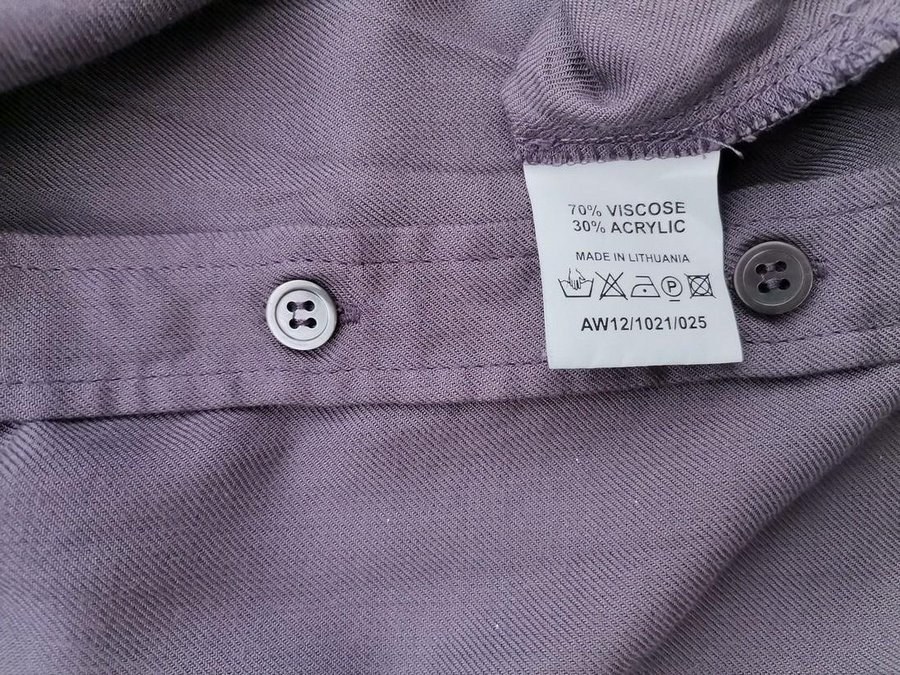 70% VISCOSE
30% ACRYLIC
MADE IN LITHUANIA
P
AW12/1021/025